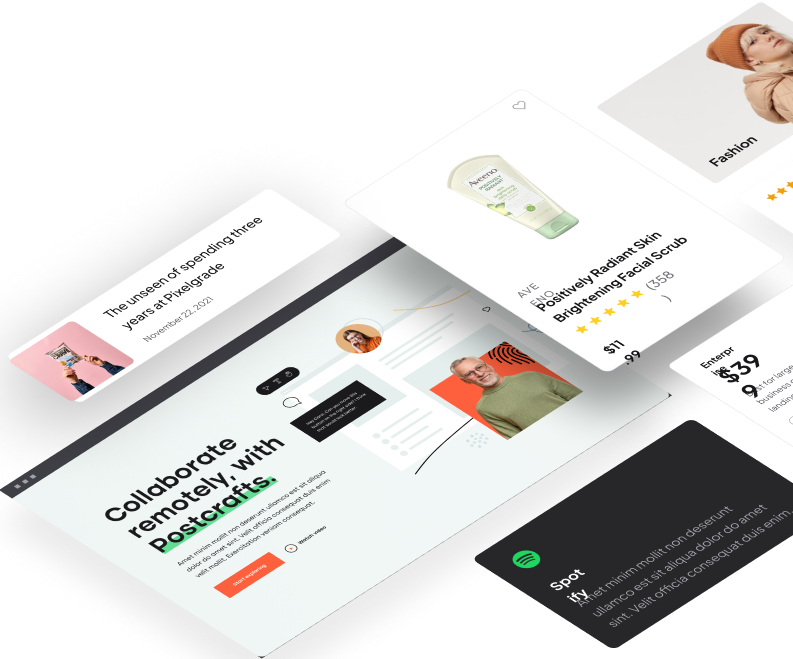 The unseen of spending three
years at Pixelgrade
November 22, 2021
Collaborate
remotely, with
Postcrafts.
Amet minim mollit non deserunt ullamco est sit aliqua
dolor do amet sint. Velit officia consequat duis enim
velit mollit. Exercitation veniam consequat.
Start exploring
Watch video
Aveeno
POSITIVELY
RADIANT
AVE
ENO
Positively Radiant Skin
Brightening Facial Scrub
(358
)
$11
.99
Fashion
Enterpr
ise
$39
9
st for large
business
landing
Spot
ify
Amet minim mollit non deserunt
ullamco est sit aliqua dolor do amet
sint. Velit officia consequat duis enim.